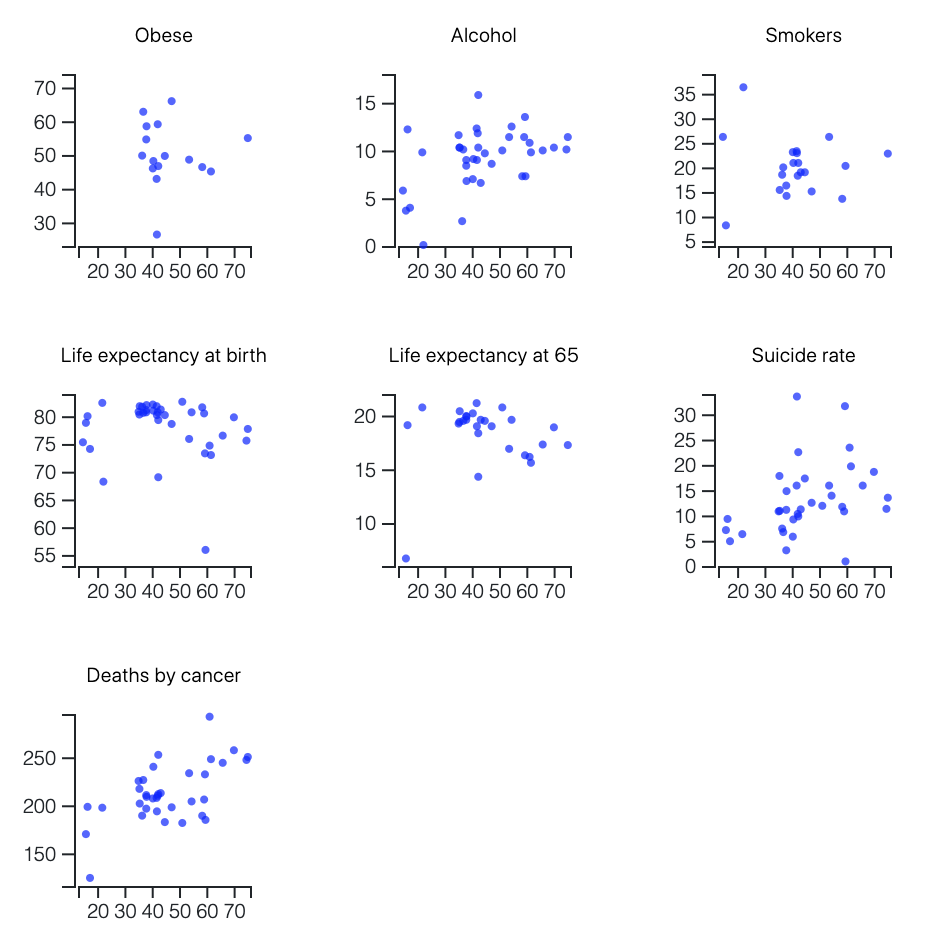 Obese
70
60
50
40
30
20 30 40 50 60 70
Alcohol
15
10
5
0
20 30 40 50 60 70
Smokers
35
30
25
20
15
10
5
20 30 40 50 60 70
Life expectancy at birth
80
75
70
65
60
55
20 30 40 50 60 70
Life expectancy at 65
20
15
10
20 30 40 50 60 70
Suicide rate
30
25
20
15
10
5
0
20 30 40 50 60 70
Deaths by cancer
250
200
150
20 30 40 50 60 70